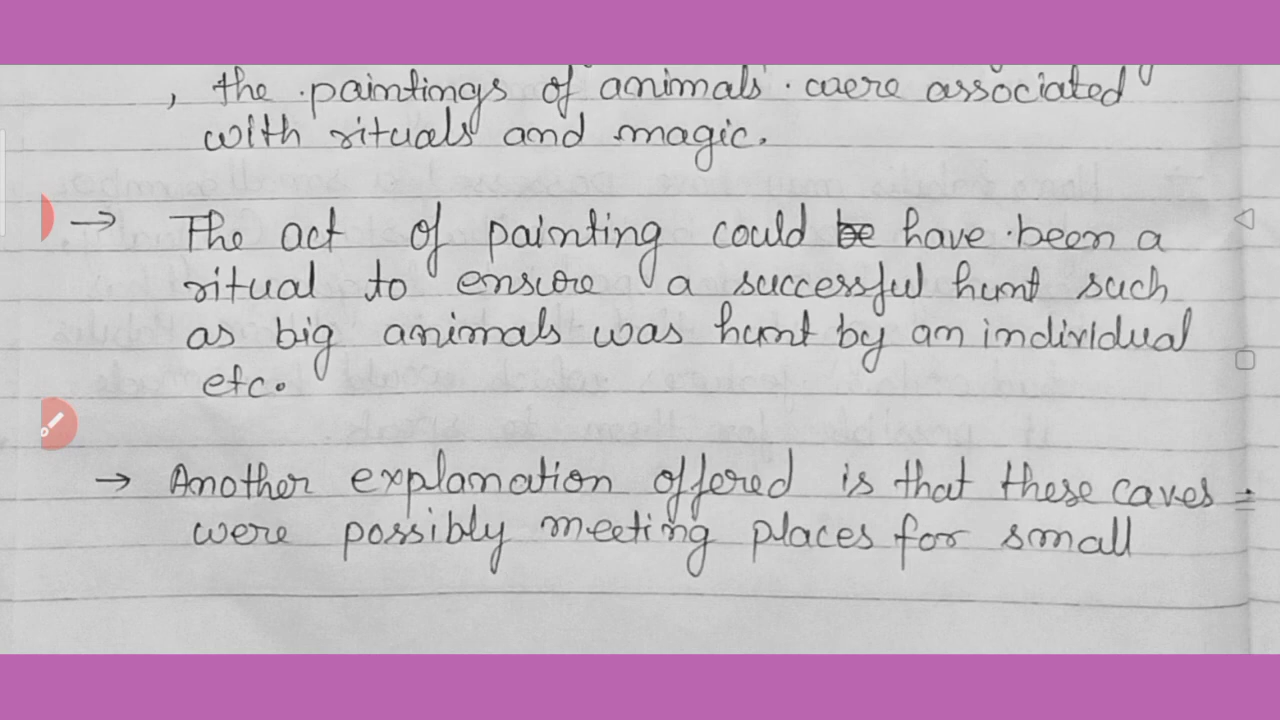 , the paintings of animals were associated
with rituals and magic.
→ The act of painting could be have been a
ritual to ensure a successful hunt such
as big animals was hunt by an individual
etc.
→ Another explanation offered is that these caves =
were possibly meeting places for small